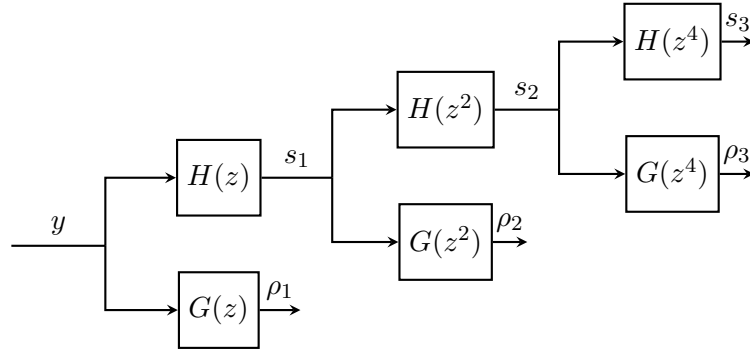 s₃
H(z⁴)
H(z²)
s₂
ρ₃
G(z⁴)
H(z)
s₁
ρ₂
G(z²)
y
ρ₁
G(z)